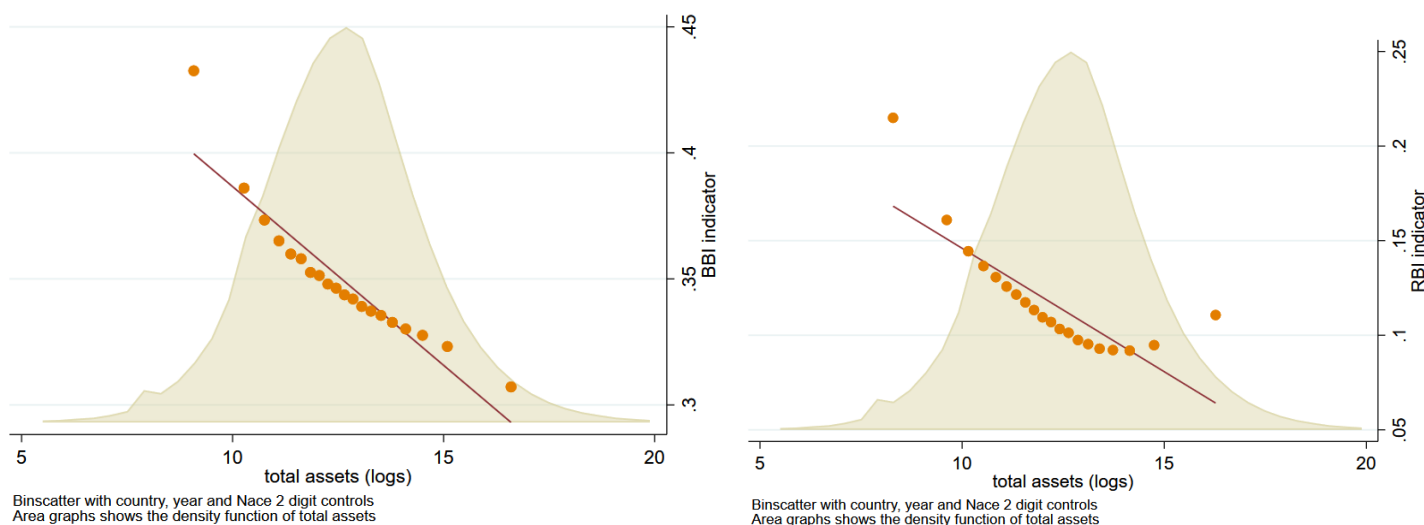 .45
.4
.35
.3
BBI indicator
5
10
15
20
total assets (logs)
Binscatter with country, year and Nace 2 digit controls
Area graphs shows the density function of total assets
.25
.2
.15
.1
.05
RBI indicator
5
10
15
20
total assets (logs)
Binscatter with country, year and Nace 2 digit controls
Area graphs shows the density function of total assets